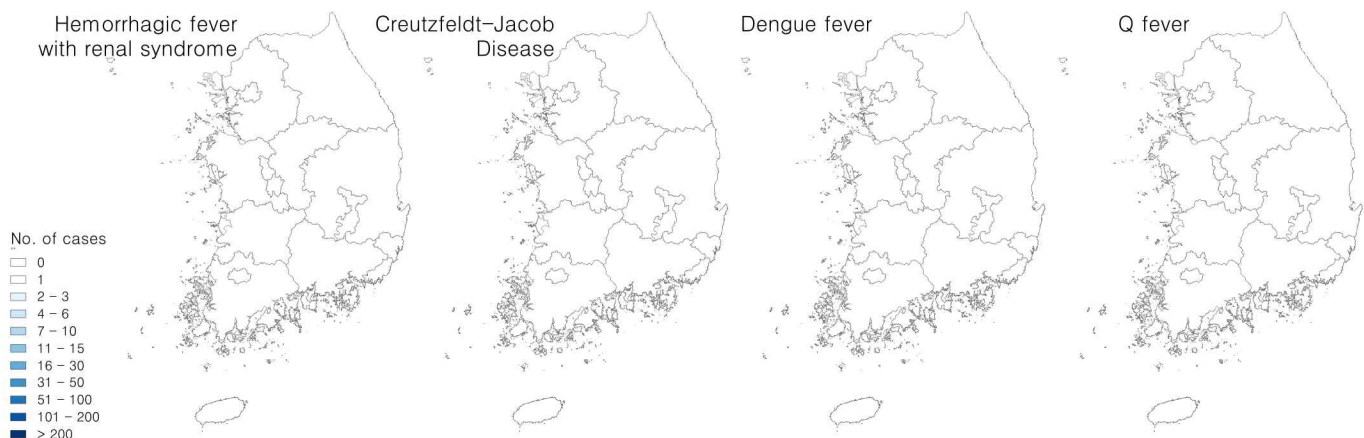 Hemorrhagic fever
with renal syndrome
Creutzfeldt-Jacob
Disease
Dengue fever
Q fever
No. of cases
0
1
2 - 3
4 - 6
7 - 10
11 - 15
16 - 30
31 - 50
51 - 100
101 - 200
> 200